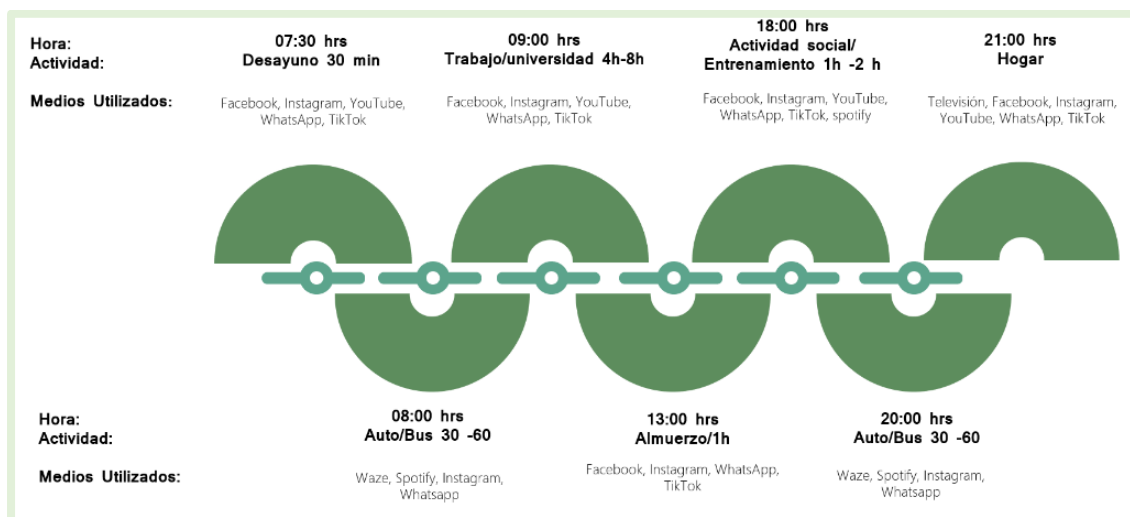 Hora:
Actividad:
Medios Utilizados:
07:30 hrs
Desayuno 30 min
Facebook, Instagram, YouTube,
WhatsApp, TikTok
09:00 hrs
Trabajo/universidad 4h-8h
Facebook, Instagram, YouTube,
WhatsApp, TikTok
18:00 hrs
Actividad social/
Entrenamiento 1h -2 h
Facebook, Instagram, YouTube,
WhatsApp, TikTok, spotify
21:00 hrs
Hogar
Televisión, Facebook, Instagram,
YouTube, WhatsApp, TikTok
Hora:
Actividad:
Medios Utilizados:
08:00 hrs
Auto/Bus 30 -60
Waze, Spotify, Instagram,
Whatsapp
13:00 hrs
Almuerzo/1h
Facebook, Instagram, WhatsApp,
TikTok
20:00 hrs
Auto/Bus 30 -60
Waze, Spotify, Instagram,
Whatsapp